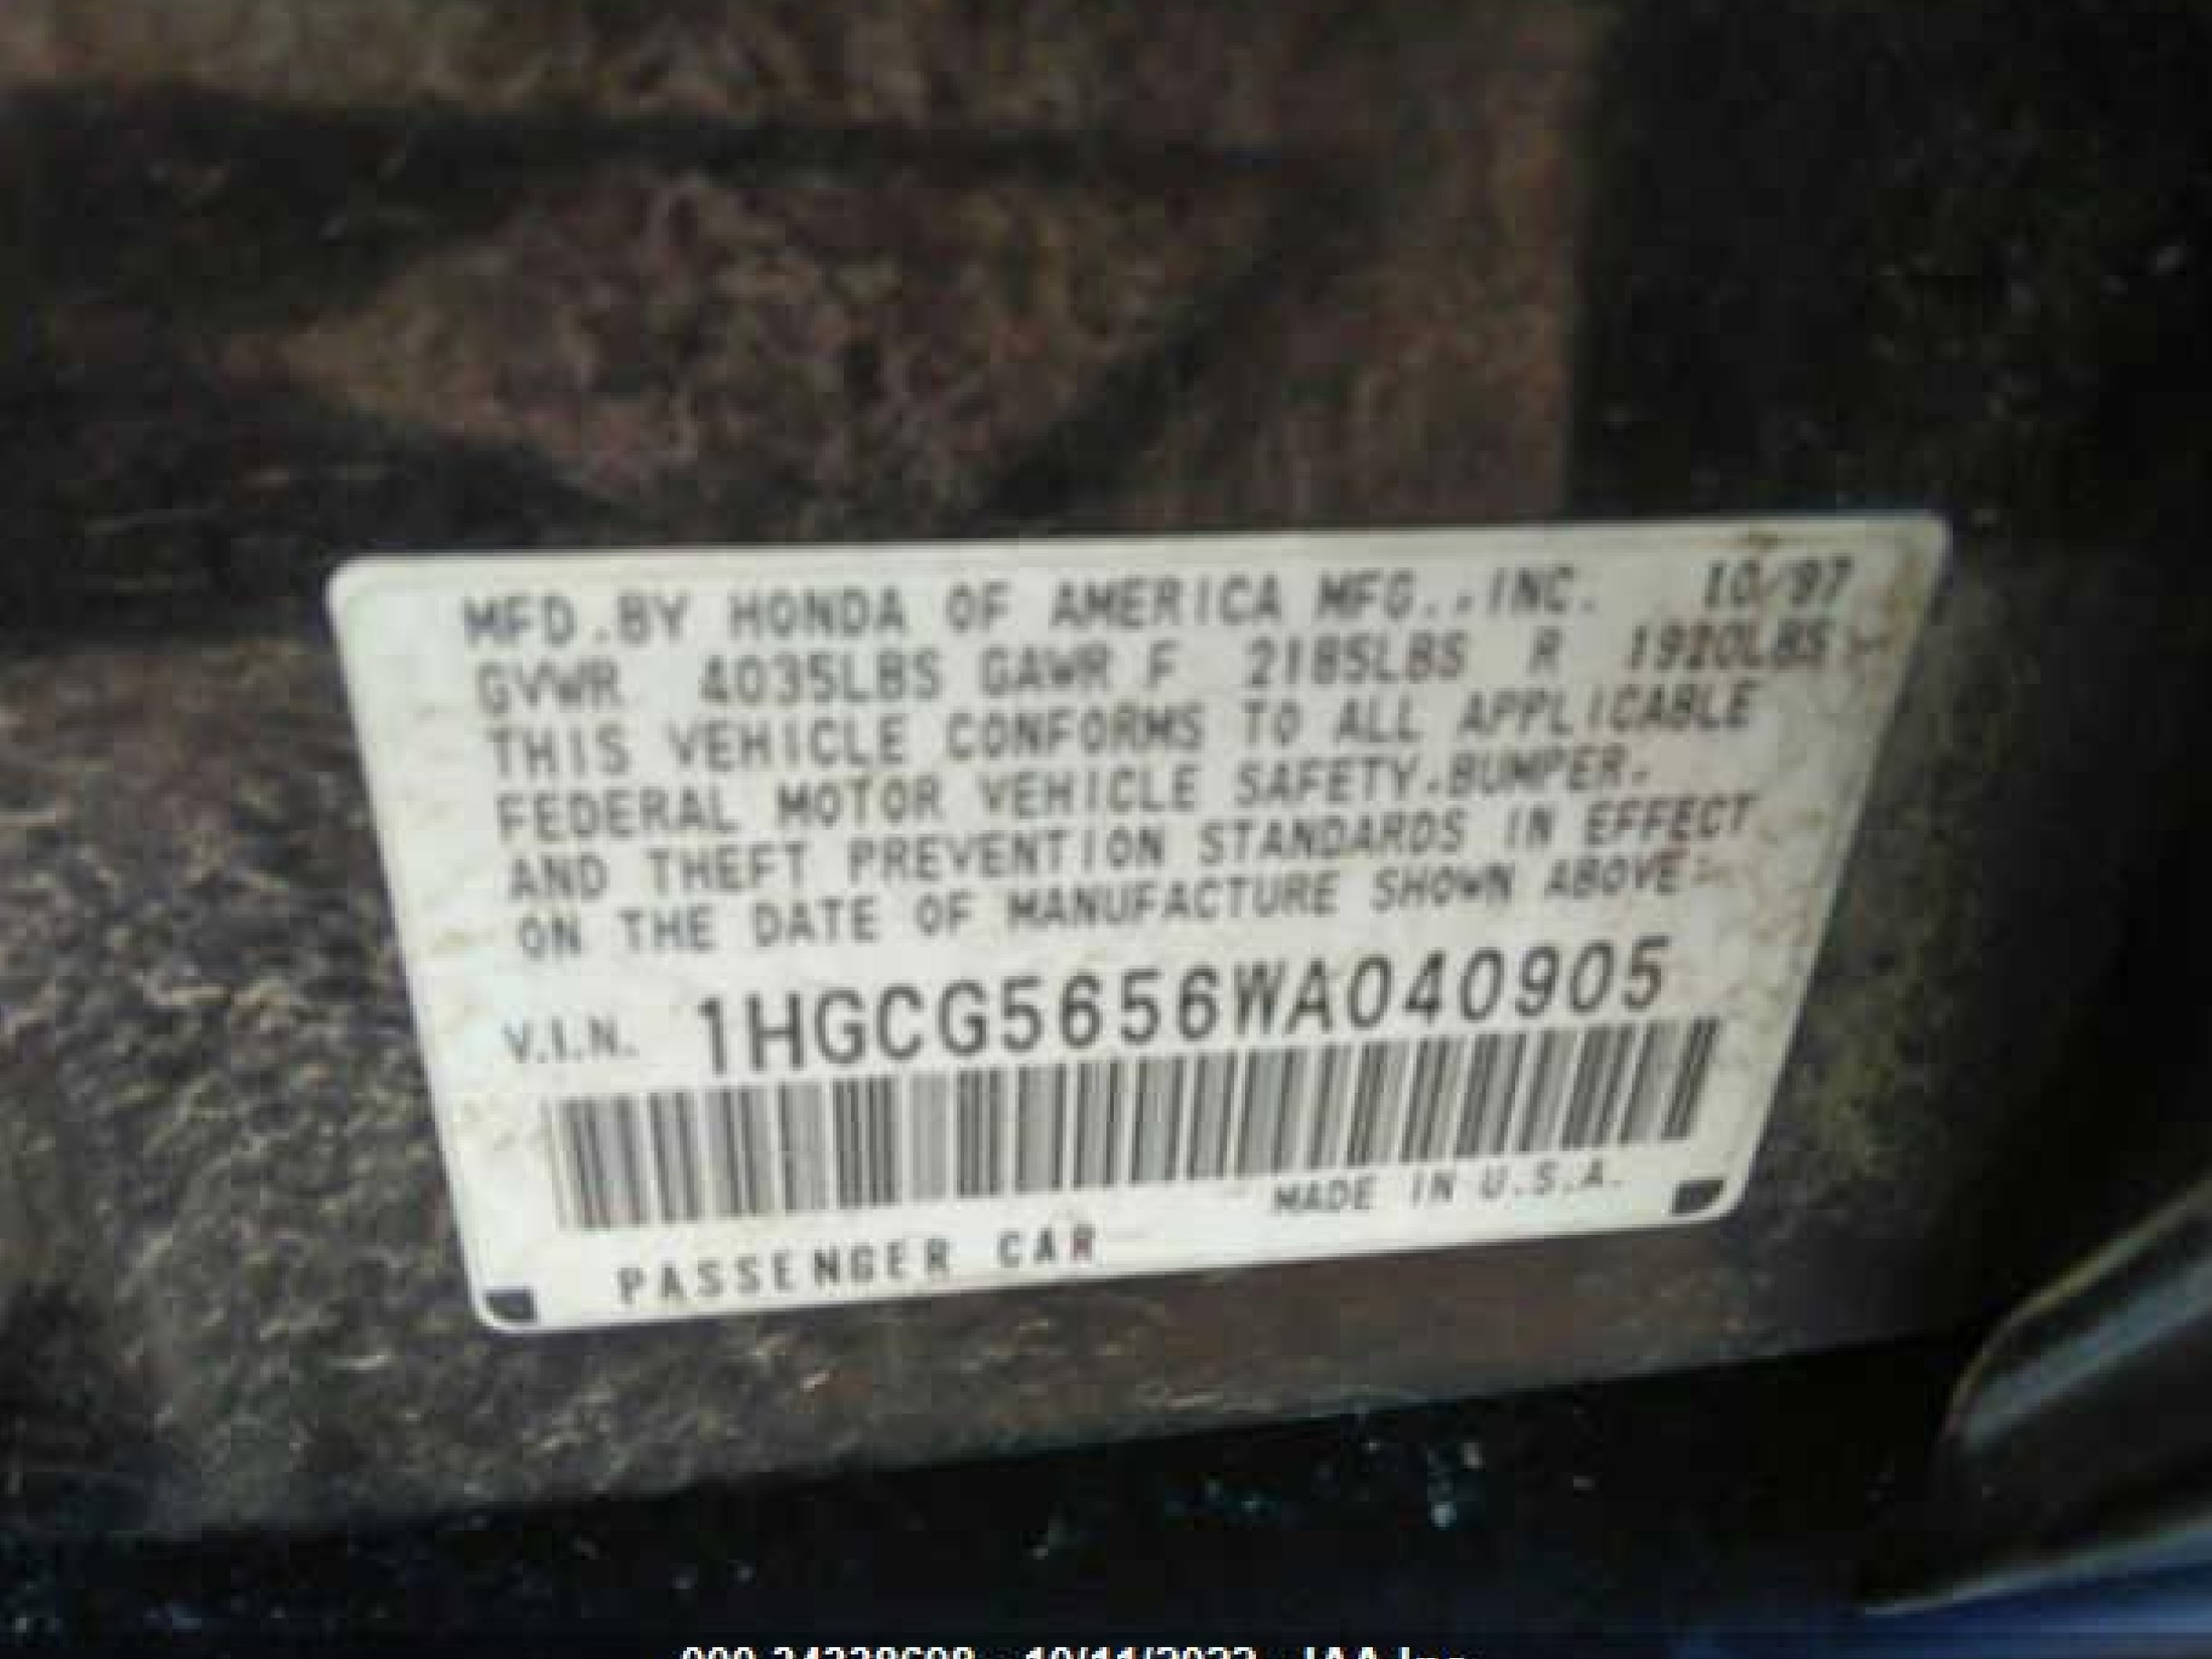 MFD.BY HONDA OF AMERICA MFG.,INC. 10/97
GVWR 4035LBS GAWR F 2185LBS R 1920LBS
THIS VEHICLE CONFORMS TO ALL APPLICABLE
FEDERAL MOTOR VEHICLE SAFETY,BUMPER,
AND THEFT PREVENTION STANDARDS IN EFFECT
ON THE DATE OF MANUFACTURE SHOWN ABOVE.
V.I.N. 1HGCG5656WA040905
MADE IN U.S.A.
PASSENGER CAR
IAA Inc.